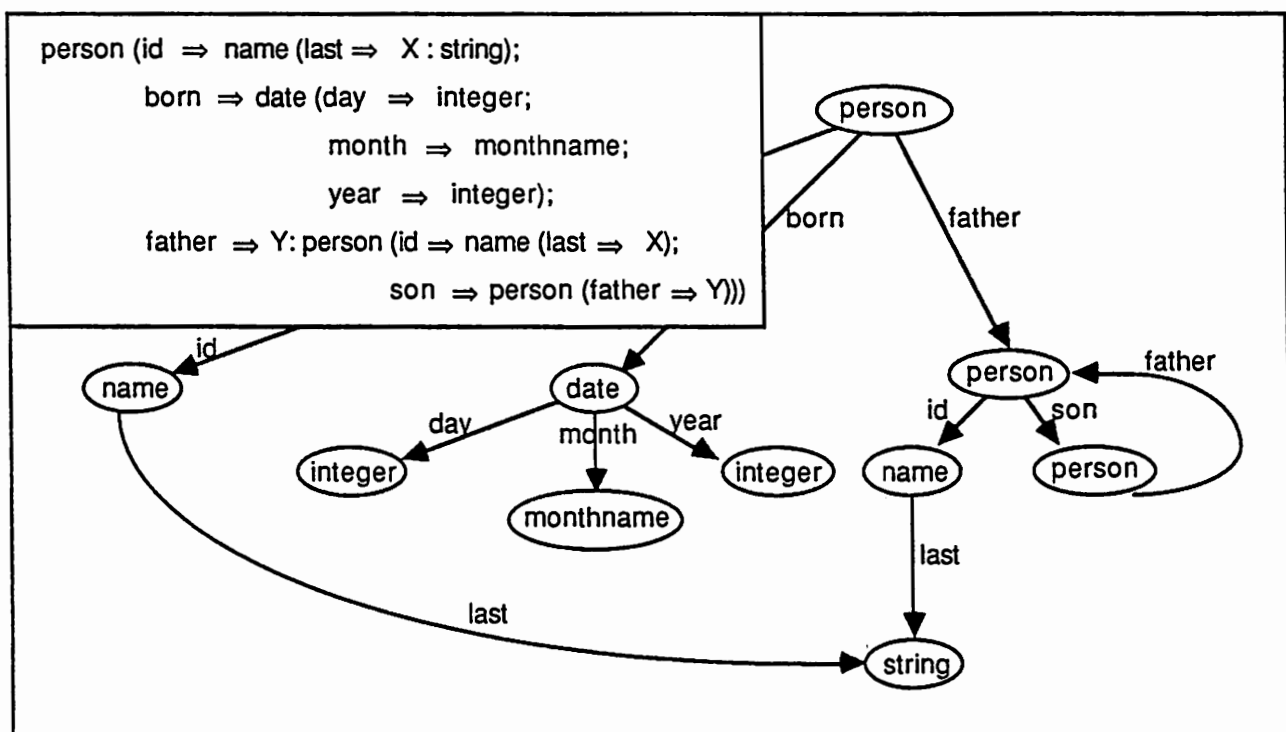 person (id ⇒ name (last ⇒ X : string);
born ⇒ date (day ⇒ integer;
month ⇒ monthname;
year ⇒ integer);
father ⇒ Y: person (id ⇒ name (last ⇒ X);
son ⇒ person (father ⇒ Y)))
person
born
father
id
name
date
person
father
day
month
year
id
son
integer
integer
name
person
monthname
last
last
string